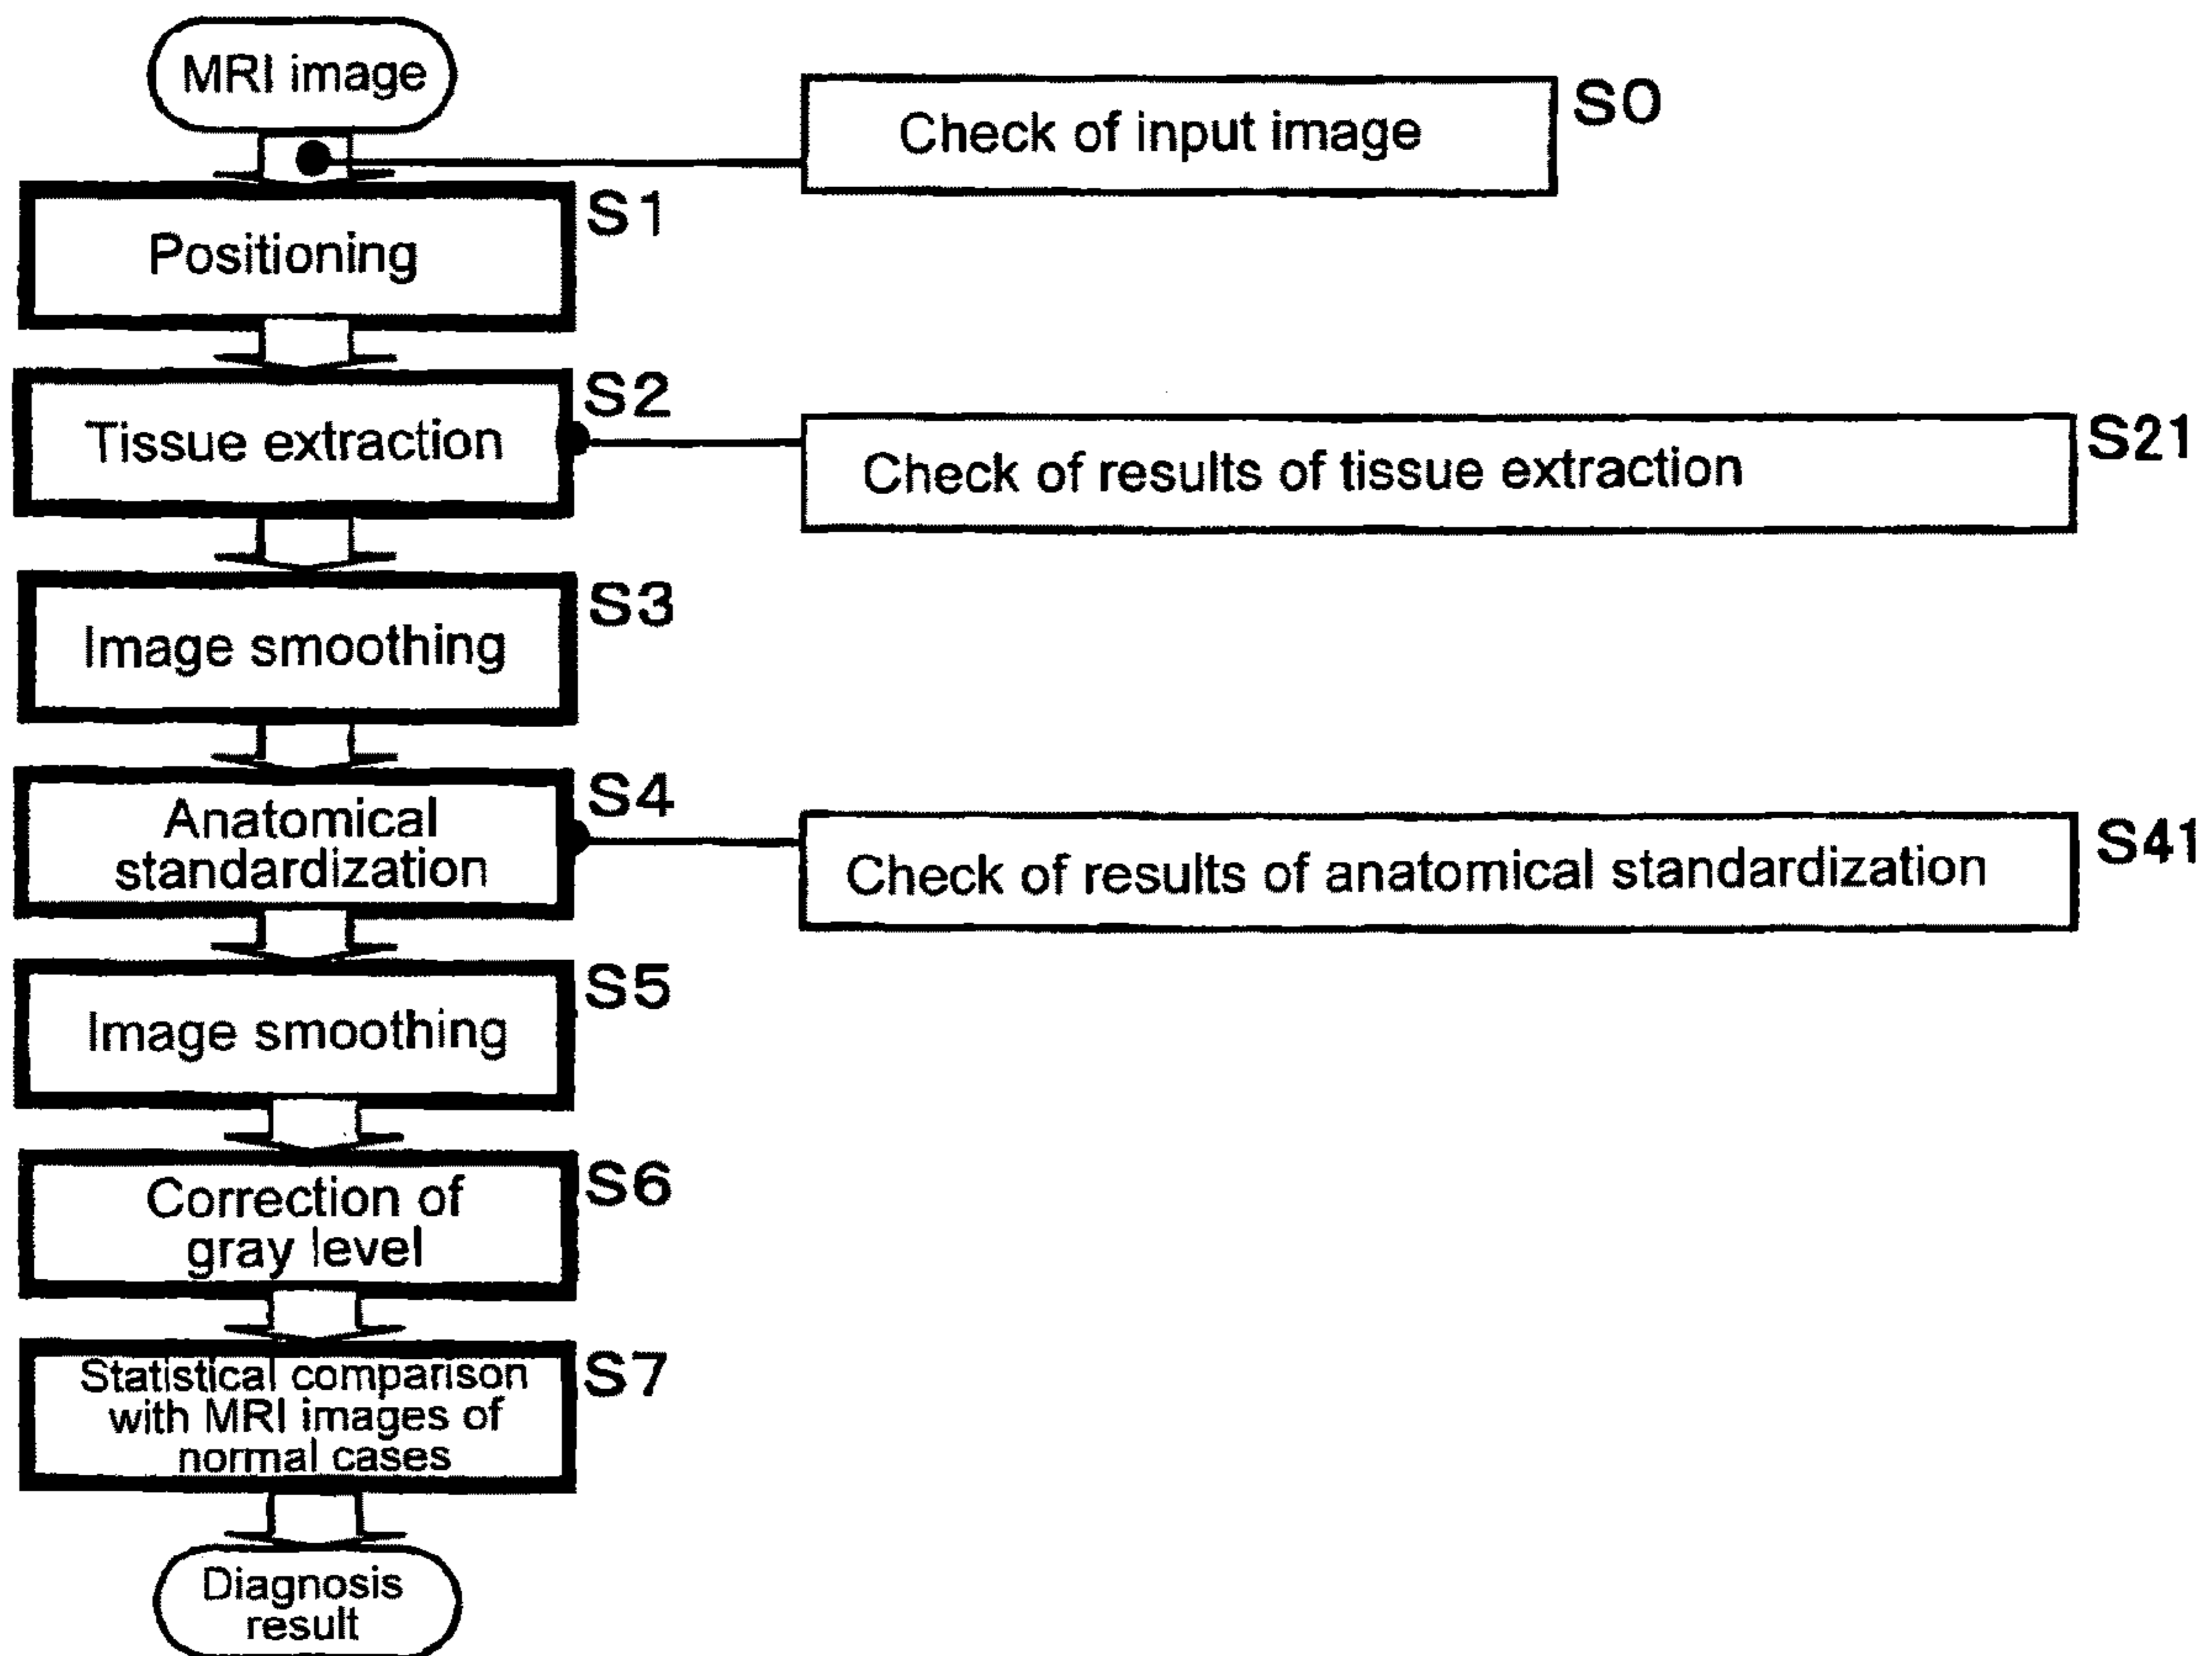 MRI image
Check of input image
S0
Positioning
S1
Tissue extraction
S2
Check of results of tissue extraction
S21
Image smoothing
S3
Anatomical
standardization
S4
Check of results of anatomical standardization
S41
Image smoothing
S5
Correction of
gray level
S6
Statistical comparison
with MRI images of
normal cases
S7
Diagnosis
result